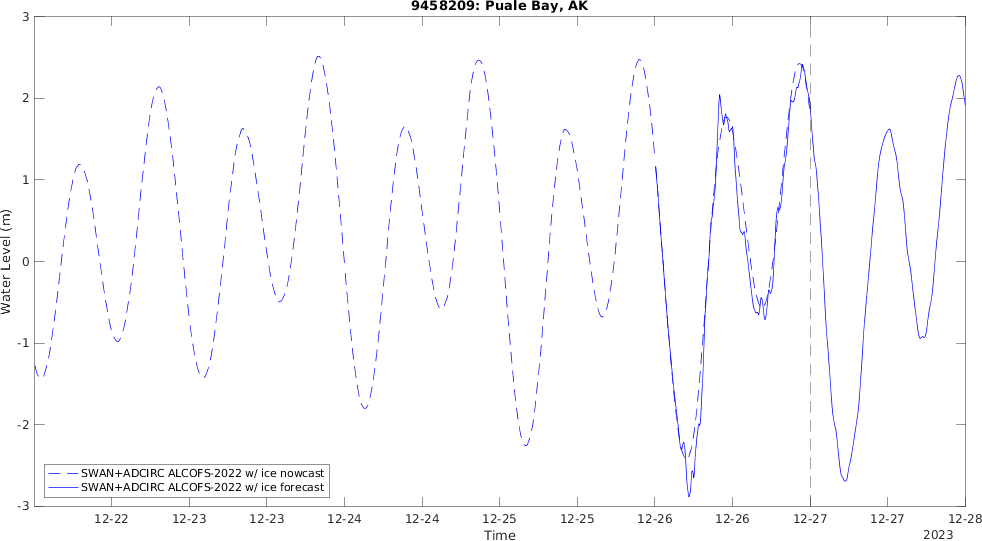 9458209: Puale Bay, AK
3
2
1
0
-1
-2
-3
Water Level (m)
SWAN+ADCIRC ALCOFS-2022 w/ ice nowcast
SWAN+ADCIRC ALCOFS-2022 w/ ice forecast
12-22 12-23 12-23 12-24 12-24 12-25 12-25 12-26 12-26 12-27 12-27 12-28
Time
2023